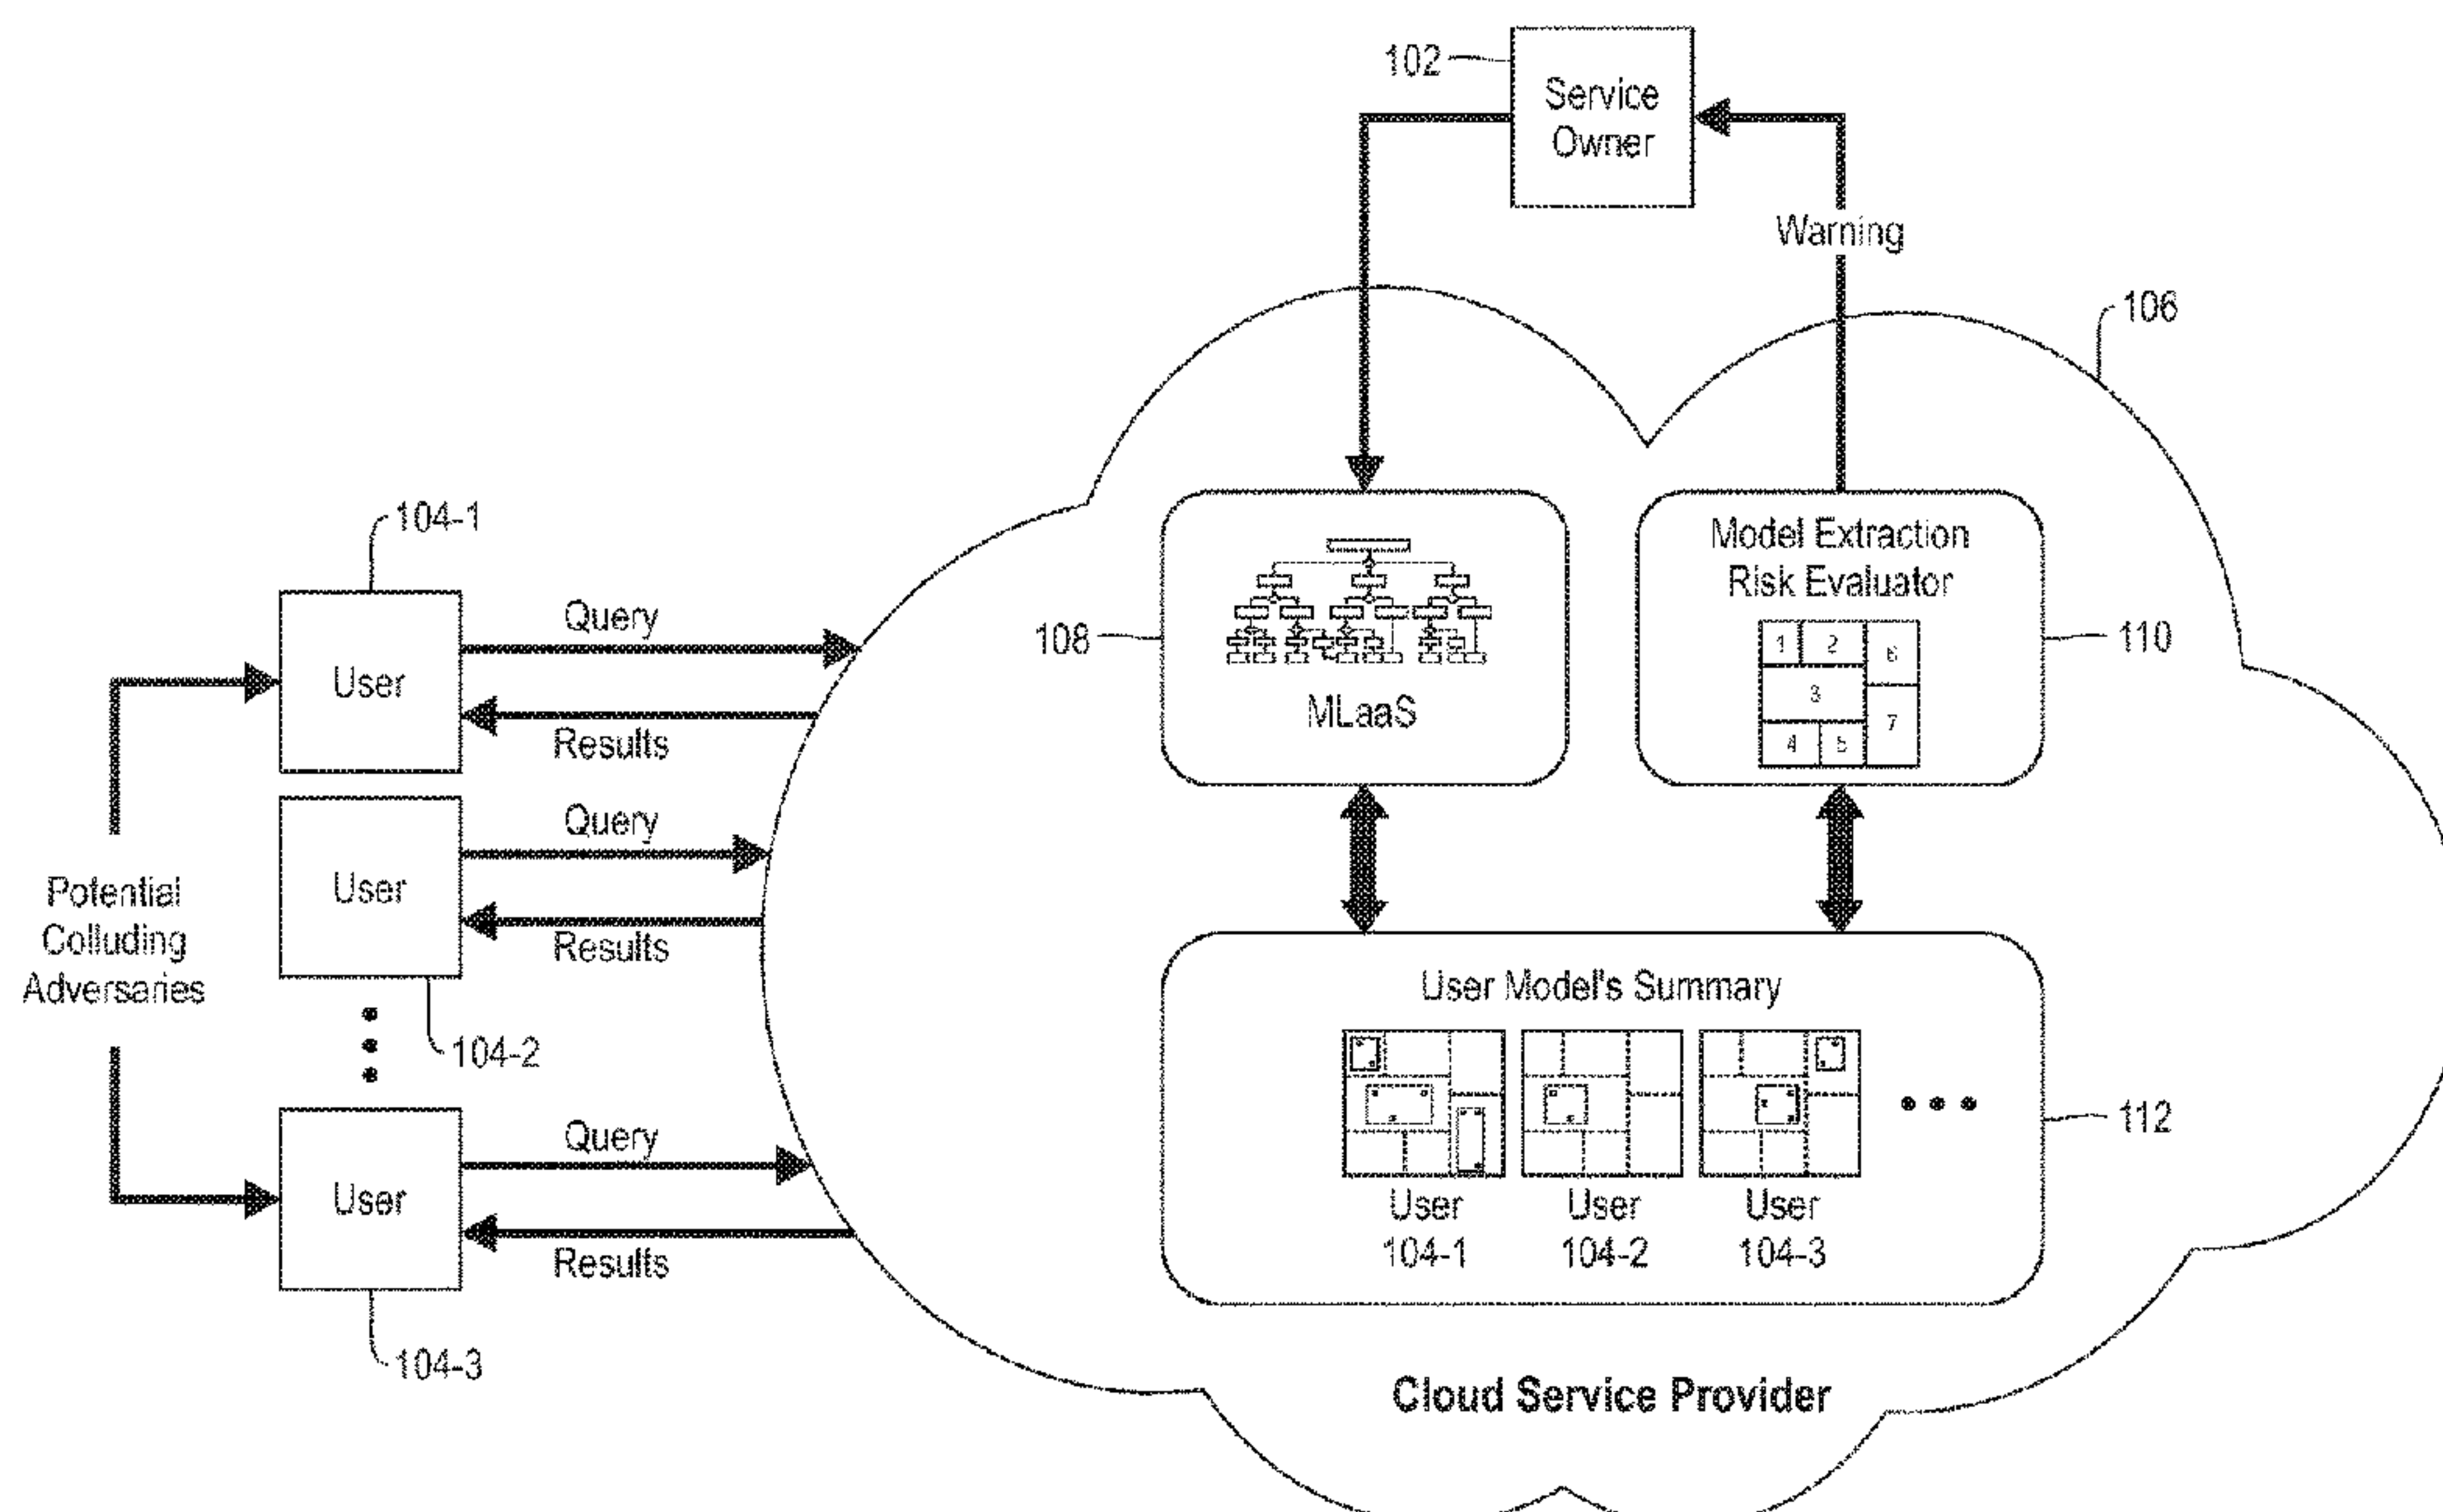 102
Service
Owner
Warning
106
104-1
User
Query
Results
108
MLaaS
Model Extraction
Risk Evaluator
1 2 6
3
7
4 5
110
Potential
Colluding
Adversaries
User
Query
Results
104-2
User
Query
Results
104-3
User Model's Summary
User
104-1
User
104-2
User
104-3
112
Cloud Service Provider